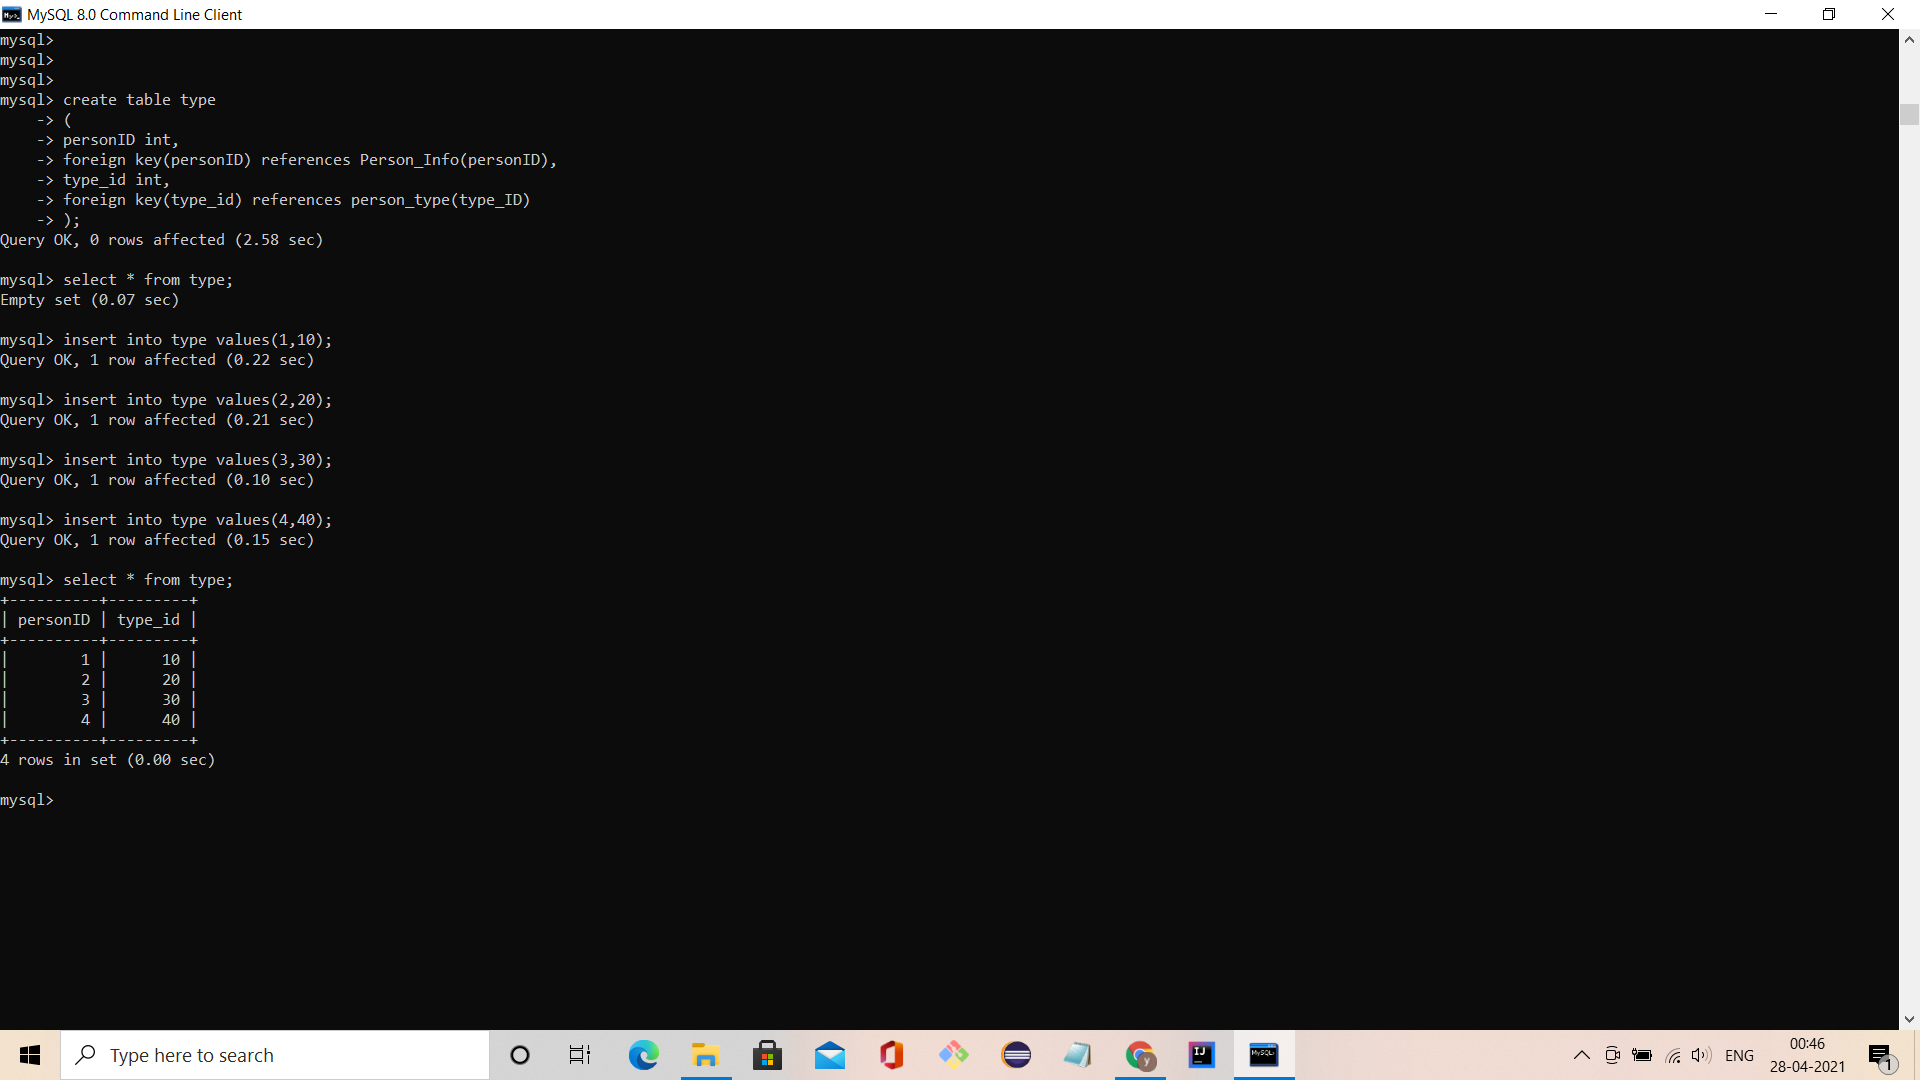 MySQL 8.0 Command Line Client
mysql>
mysql>
mysql>
mysql> create table type
    -> (
    -> personID int,
    -> foreign key(personID) references Person_Info(personID),
    -> type_id int,
    -> foreign key(type_id) references person_type(type_ID)
    -> );
Query OK, 0 rows affected (2.58 sec)
mysql> select * from type;
Empty set (0.07 sec)
mysql> insert into type values(1,10);
Query OK, 1 row affected (0.22 sec)
mysql> insert into type values(2,20);
Query OK, 1 row affected (0.21 sec)
mysql> insert into type values(3,30);
Query OK, 1 row affected (0.10 sec)
mysql> insert into type values(4,40);
Query OK, 1 row affected (0.15 sec)
mysql> select * from type;
+----------+---------+
| personID | type_id |
+----------+---------+
|        1 |      10 |
|        2 |      20 |
|        3 |      30 |
|        4 |      40 |
+----------+---------+
4 rows in set (0.00 sec)
mysql>
Type here to search
y
IJ
MySQL
ENG
00:46
28-04-2021
1